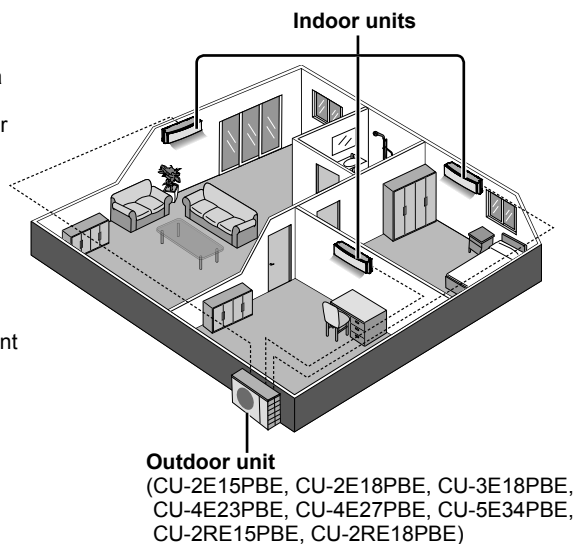 Indoor units
Outdoor unit
(CU-2E15PBE, CU-2E18PBE, CU-3E18PBE,
CU-4E23PBE, CU-4E27PBE, CU-5E34PBE,
CU-2RE15PBE, CU-2RE18PBE)